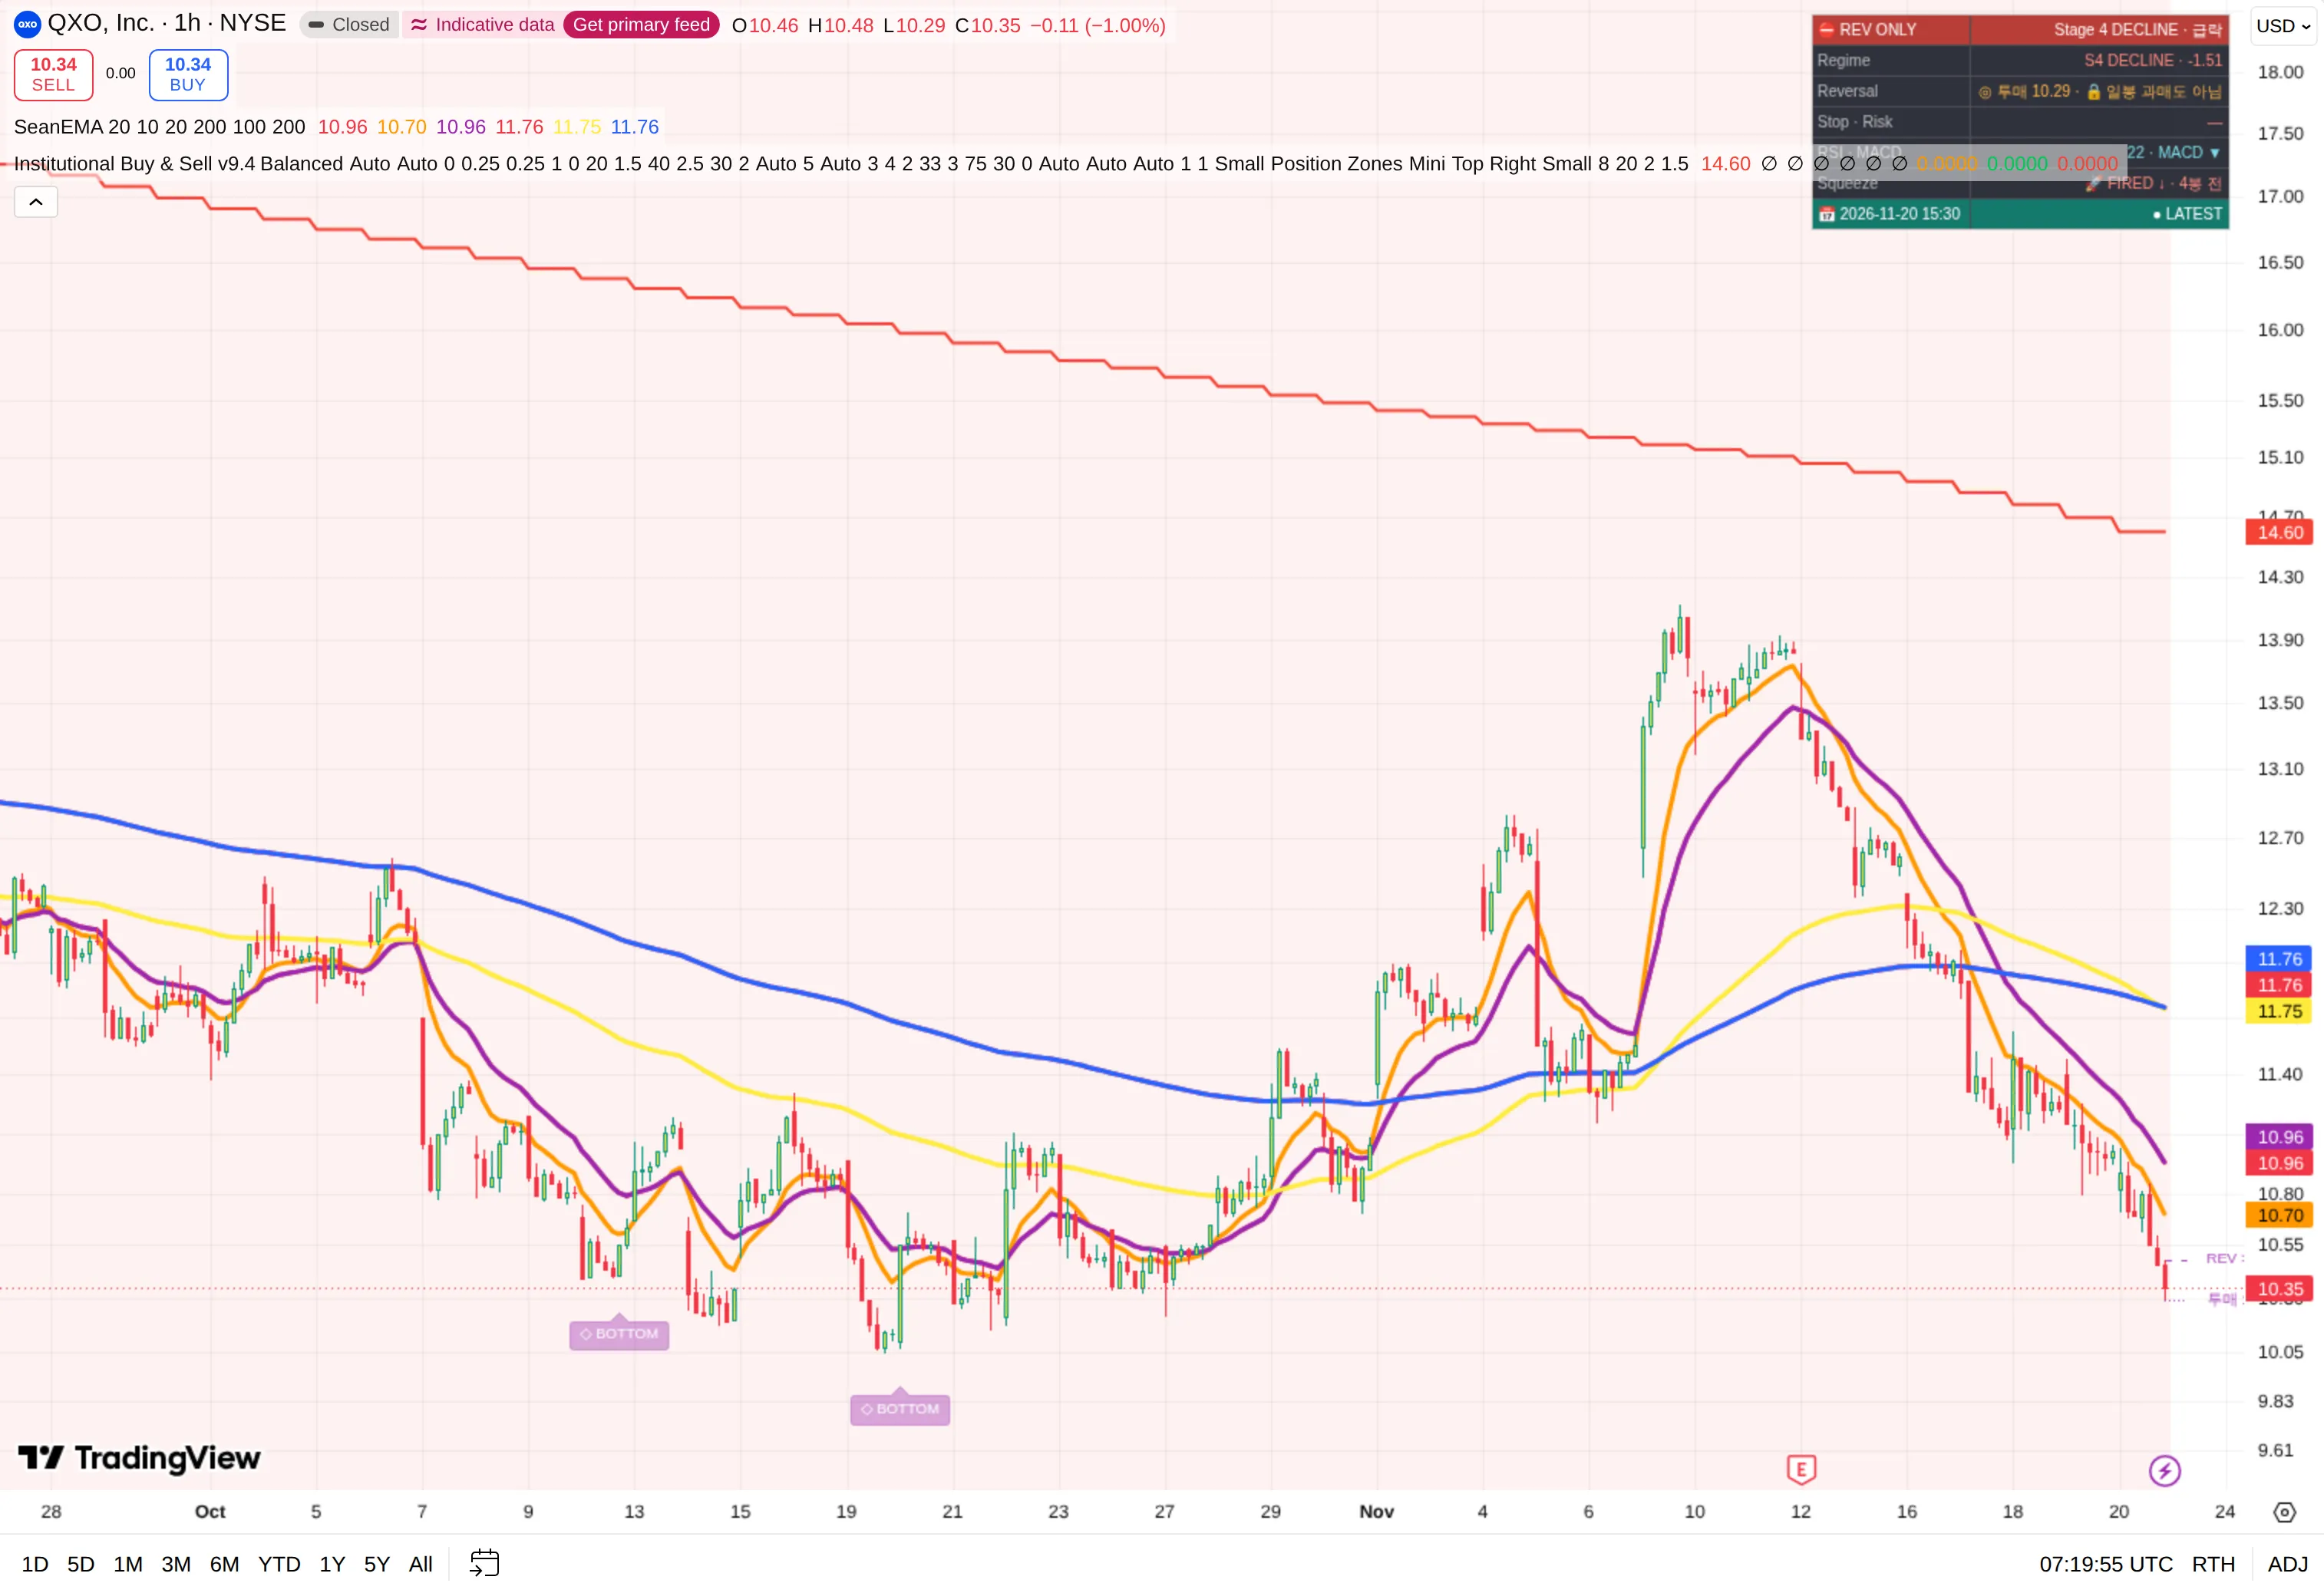 QXO, Inc. · 1h · NYSE Closed Indicative data Get primary feed O10.46 H10.48 L10.29 C10.35 −0.11 (−1.00%)
10.34 SELL 0.00 10.34 BUY
SeanEMA 20 10 20 200 100 200 10.96 10.70 10.96 11.76 11.75 11.76
Institutional Buy & Sell v9.4 Balanced Auto Auto 0 0.25 0.25 1 0 20 1.5 40 2.5 30 2 Auto 5 Auto 3 4 2 33 3 75 30 0 Auto Auto Auto 1 1 Small Position Zones Mini Top Right Small 8 20 2 1.5 14.60 ∅ ∅ ∅ ∅ ∅ ∅ 0.0000 0.0000 0.0000
REV ONLY Stage 4 DECLINE · 급락
Regime S4 DECLINE · -1.51
Reversal ◎ 투매 10.29 · 🔒 일봉 과매도 아님
Stop · Risk —
RSI · MACD 22 · MACD ▼
Squeeze 🚀 FIRED ↓ · 4봉 전
📅 2026-11-20 15:30 ● LATEST
USD
18.00
17.50
17.00
16.50
16.00
15.50
15.10
14.70
14.60
14.30
13.90
13.50
13.10
12.70
12.30
11.76
11.76
11.75
11.40
10.96
10.96
10.80
10.70
10.55
REV :
10.35
투매 :
10.05
9.83
9.61
◇ BOTTOM
◇ BOTTOM
TradingView
E
28 Oct 5 7 9 13 15 19 21 23 27 29 Nov 4 6 10 12 16 18 20 24
1D 5D 1M 3M 6M YTD 1Y 5Y All 07:19:55 UTC RTH ADJ